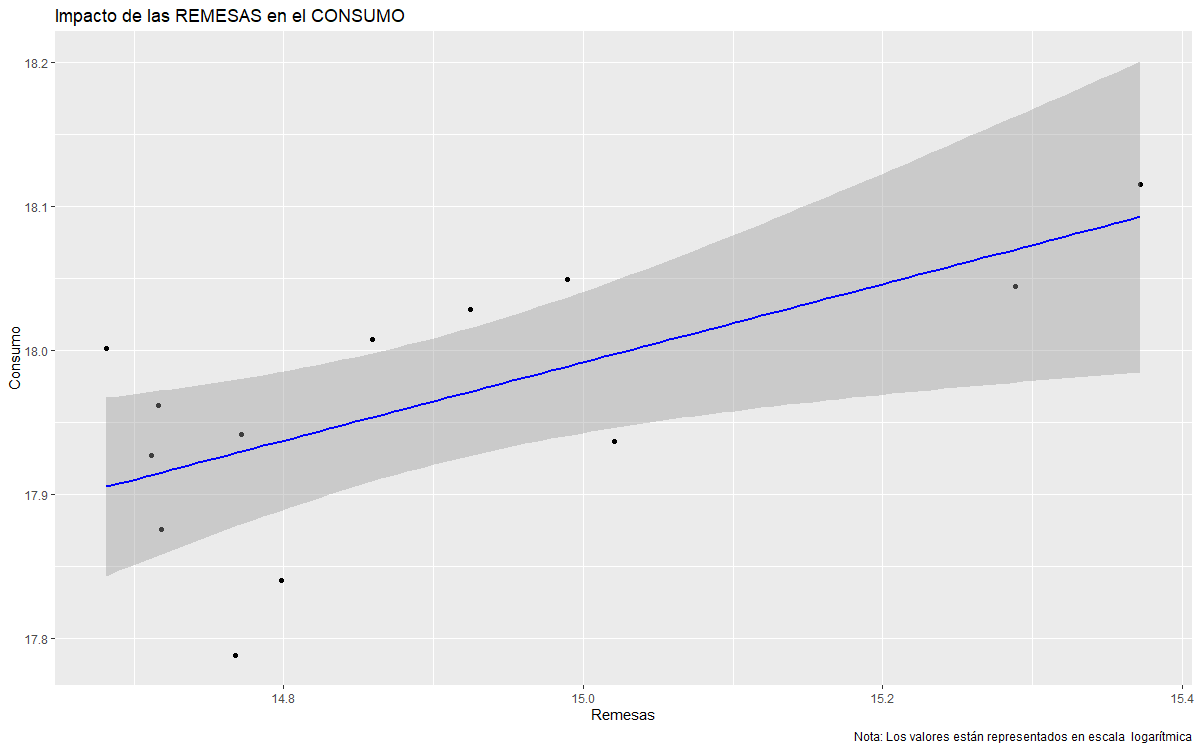 Impacto de las REMESAS en el CONSUMO
18.2
18.1
18.0
17.9
17.8
Consumo
14.8 15.0 15.2 15.4
Remesas
Nota: Los valores están representados en escala  logarítmica